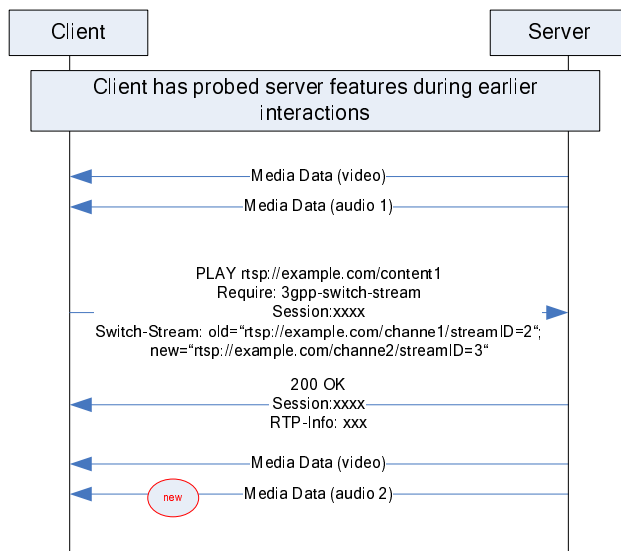 Client
Server
Client has probed server features during earlier
interactions
Media Data (video)
Media Data (audio 1)
PLAY rtsp://example.com/content1
Require: 3gpp-switch-stream
Session:xxxx
Switch-Stream: old=“rtsp://example.com/channe1/streamID=2“;
new=“rtsp://example.com/channe2/streamID=3“
200 OK
Session:xxxx
RTP-Info: xxx
Media Data (video)
new
Media Data (audio 2)